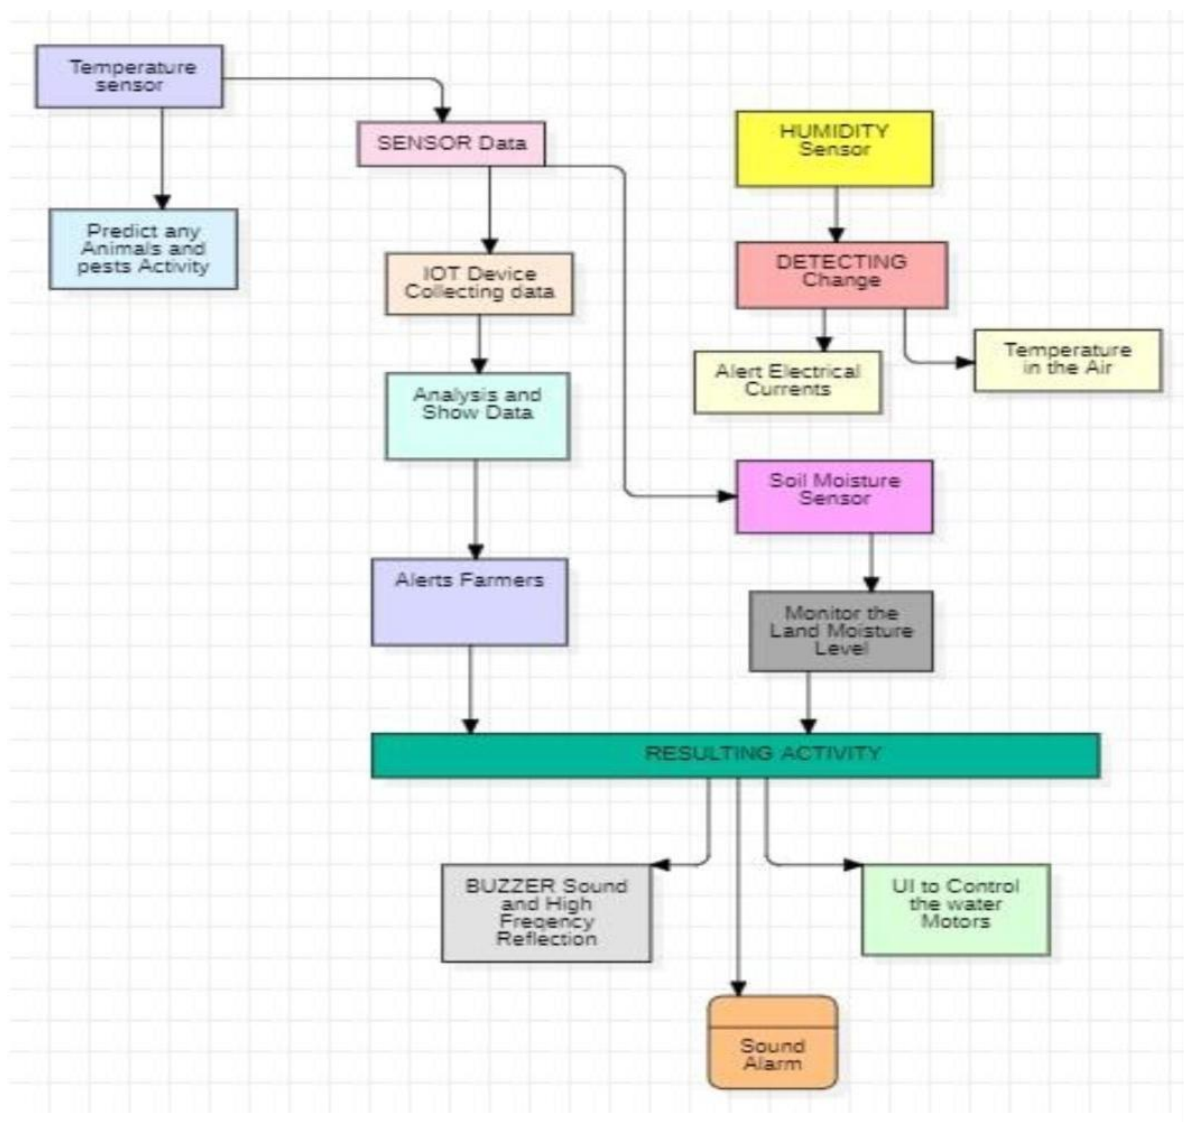 Temperature
sensor
SENSOR Data
HUMIDITY
Sensor
Predict any
Animals and
pests Activity
IOT Device
Collecting data
DETECTING
Change
Temperature
in the Air
Alert Electrical
Currents
Analysis and
Show Data
Soil Moisture
Sensor
Alerts Farmers
Monitor the
Land Moisture
Level
RESULTING ACTIVITY
BUZZER Sound
and High
Freqency
Reflection
UI to Control
the water
Motors
Sound
Alarm